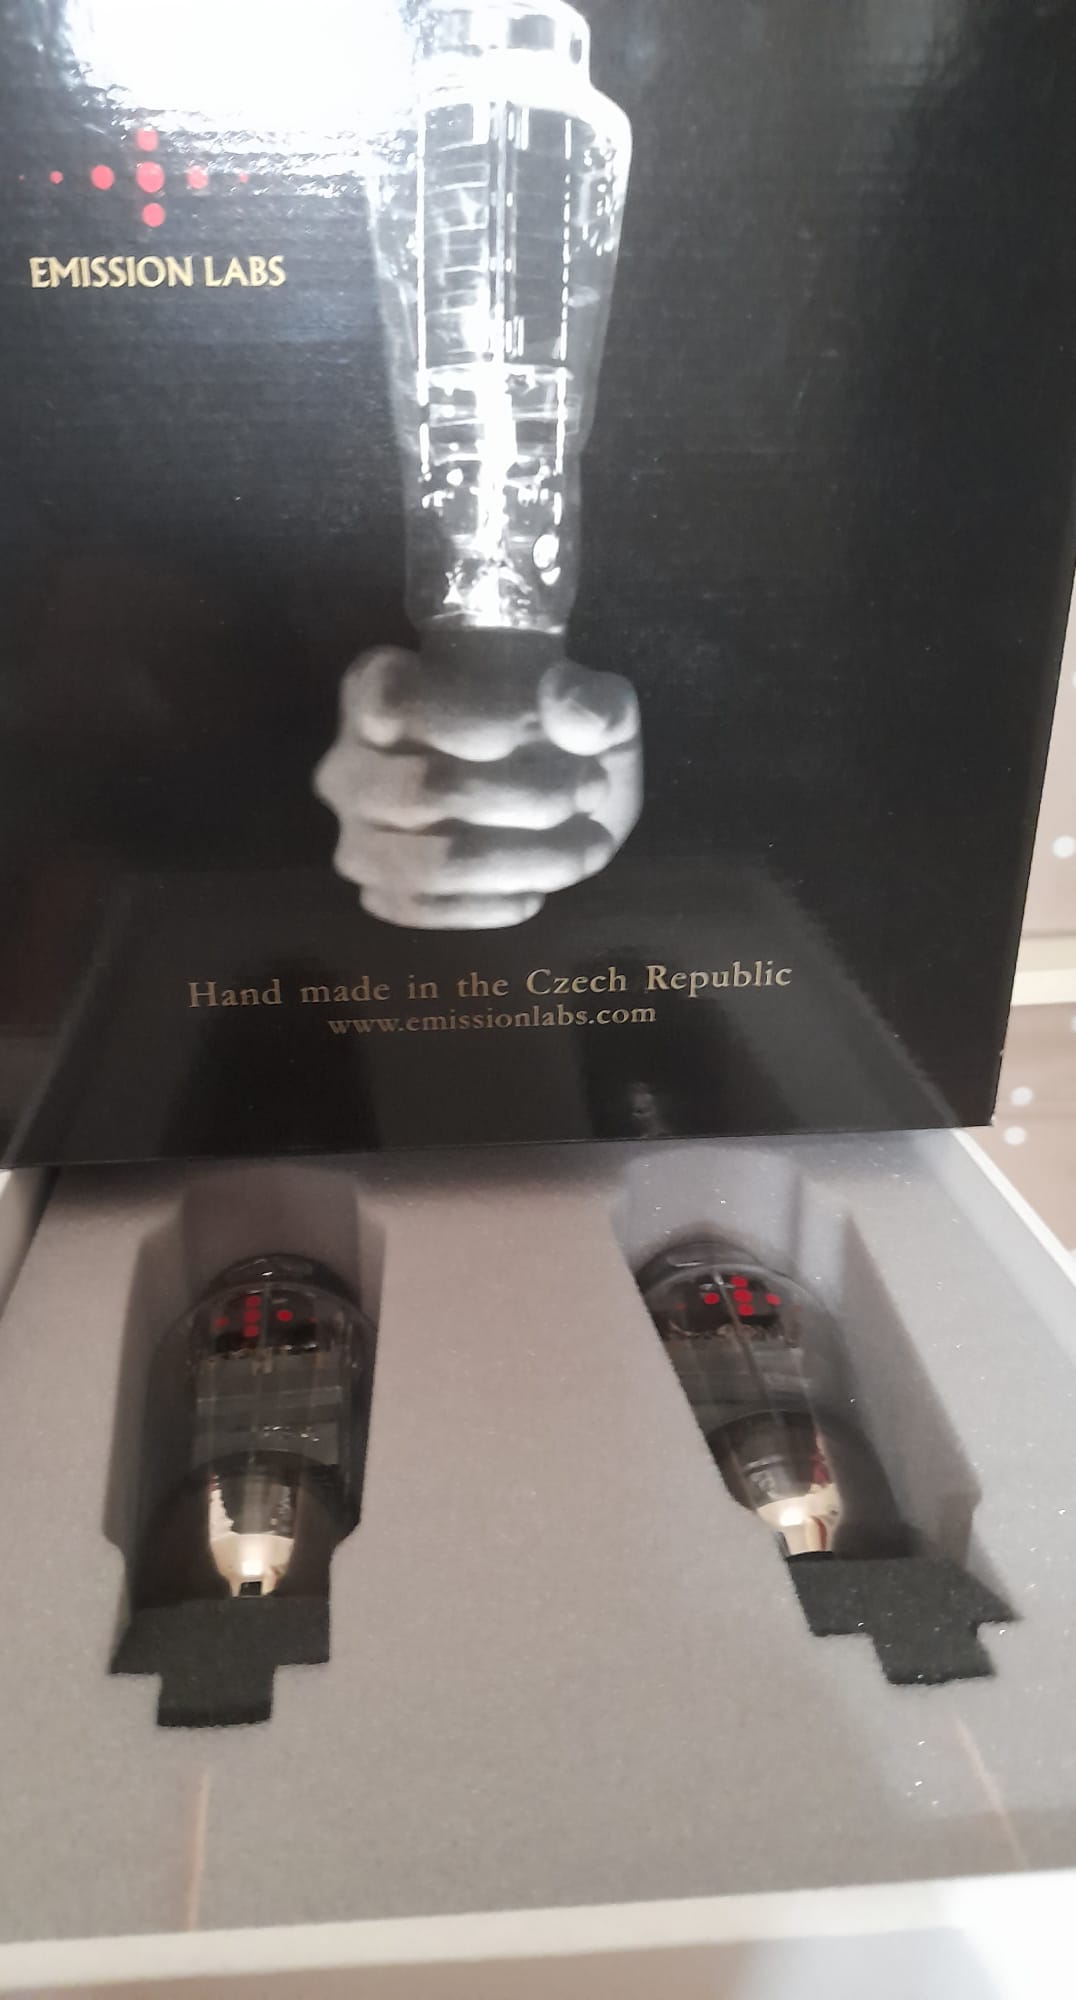 EMISSION LABS
Hand made in the Czech Republic
www.emissionlabs.com